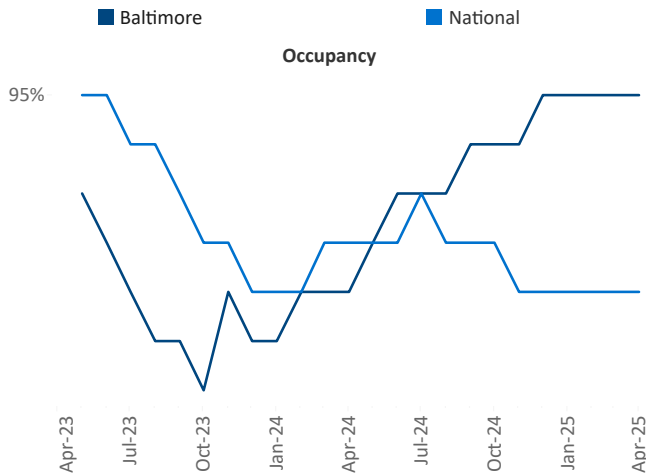 Baltimore National
Occupancy
95%
Apr-23 Jul-23 Oct-23 Jan-24 Apr-24 Jul-24 Oct-24 Jan-25 Apr-25